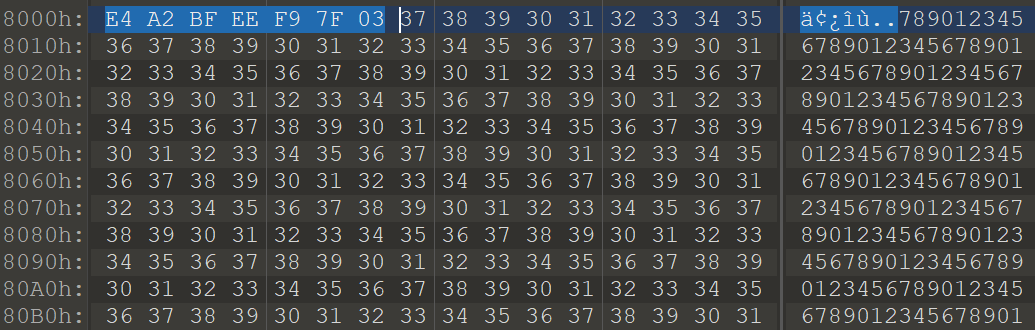 8000h: E4 A2 BF EE F9 7F 03 37 38 39 30 31 32 33 34 35 ä¢¿îù..789012345
8010h: 36 37 38 39 30 31 32 33 34 35 36 37 38 39 30 31 6789012345678901
8020h: 32 33 34 35 36 37 38 39 30 31 32 33 34 35 36 37 2345678901234567
8030h: 38 39 30 31 32 33 34 35 36 37 38 39 30 31 32 33 8901234567890123
8040h: 34 35 36 37 38 39 30 31 32 33 34 35 36 37 38 39 4567890123456789
8050h: 30 31 32 33 34 35 36 37 38 39 30 31 32 33 34 35 0123456789012345
8060h: 36 37 38 39 30 31 32 33 34 35 36 37 38 39 30 31 6789012345678901
8070h: 32 33 34 35 36 37 38 39 30 31 32 33 34 35 36 37 2345678901234567
8080h: 38 39 30 31 32 33 34 35 36 37 38 39 30 31 32 33 8901234567890123
8090h: 34 35 36 37 38 39 30 31 32 33 34 35 36 37 38 39 4567890123456789
80A0h: 30 31 32 33 34 35 36 37 38 39 30 31 32 33 34 35 0123456789012345
80B0h: 36 37 38 39 30 31 32 33 34 35 36 37 38 39 30 31 6789012345678901